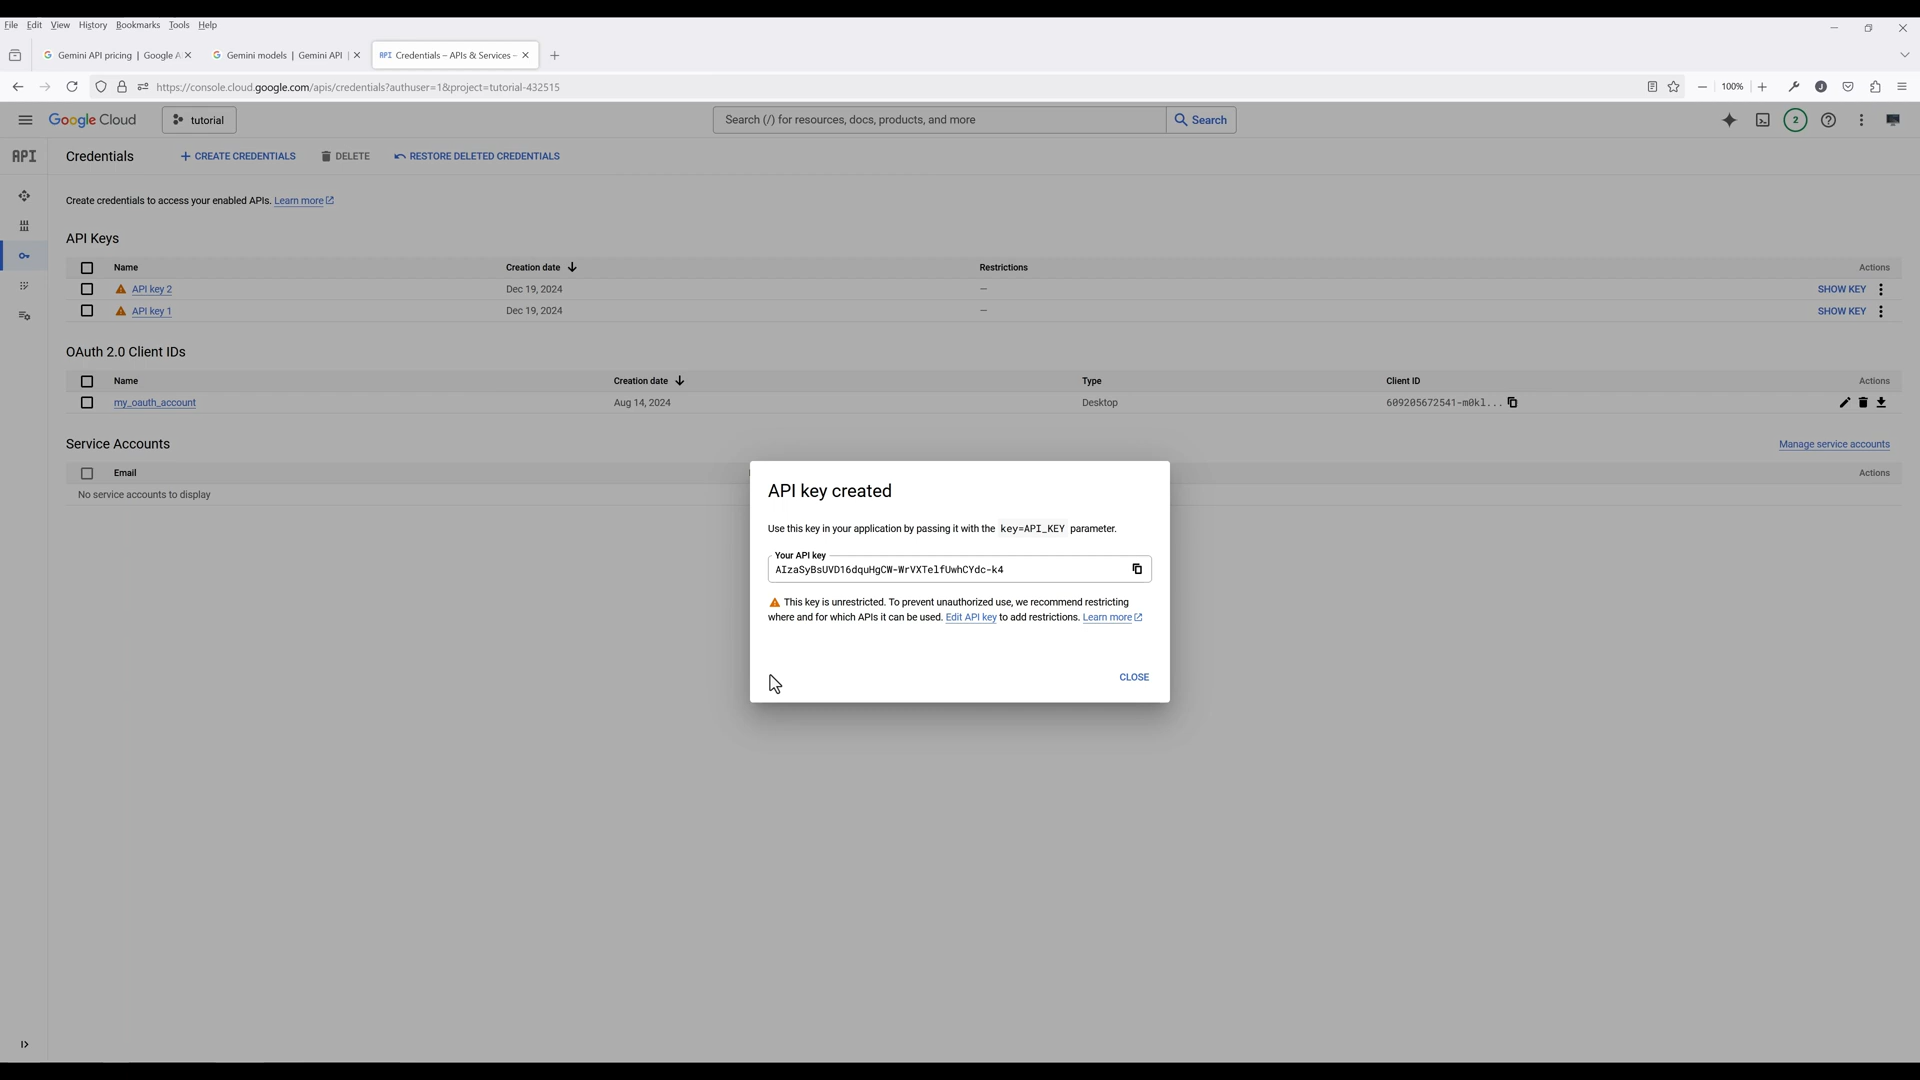 File Edit View History Bookmarks Tools Help
Gemini API pricing | Google A
Gemini models | Gemini API
API Credentials – APIs & Services –
https://console.cloud.google.com/apis/credentials?authuser=1&project=tutorial-432515
100%
Google Cloud
tutorial
Search (/) for resources, docs, products, and more
Search
2
API
Credentials
CREATE CREDENTIALS
DELETE
RESTORE DELETED CREDENTIALS
Create credentials to access your enabled APIs. Learn more
API Keys
Name Creation date Restrictions Actions
API key 2 Dec 19, 2024 – SHOW KEY
API key 1 Dec 19, 2024 – SHOW KEY
OAuth 2.0 Client IDs
Name Creation date Type Client ID Actions
my_oauth_account Aug 14, 2024 Desktop 609205672541-m0kl...
Service Accounts
Manage service accounts
Email Actions
No service accounts to display
API key created
Use this key in your application by passing it with the key=API_KEY parameter.
Your API key
AIzaSyBsUVD16dquHgCW-WrVXTelfUwhCYdc-k4
This key is unrestricted. To prevent unauthorized use, we recommend restricting
where and for which APIs it can be used. Edit API key to add restrictions. Learn more
CLOSE